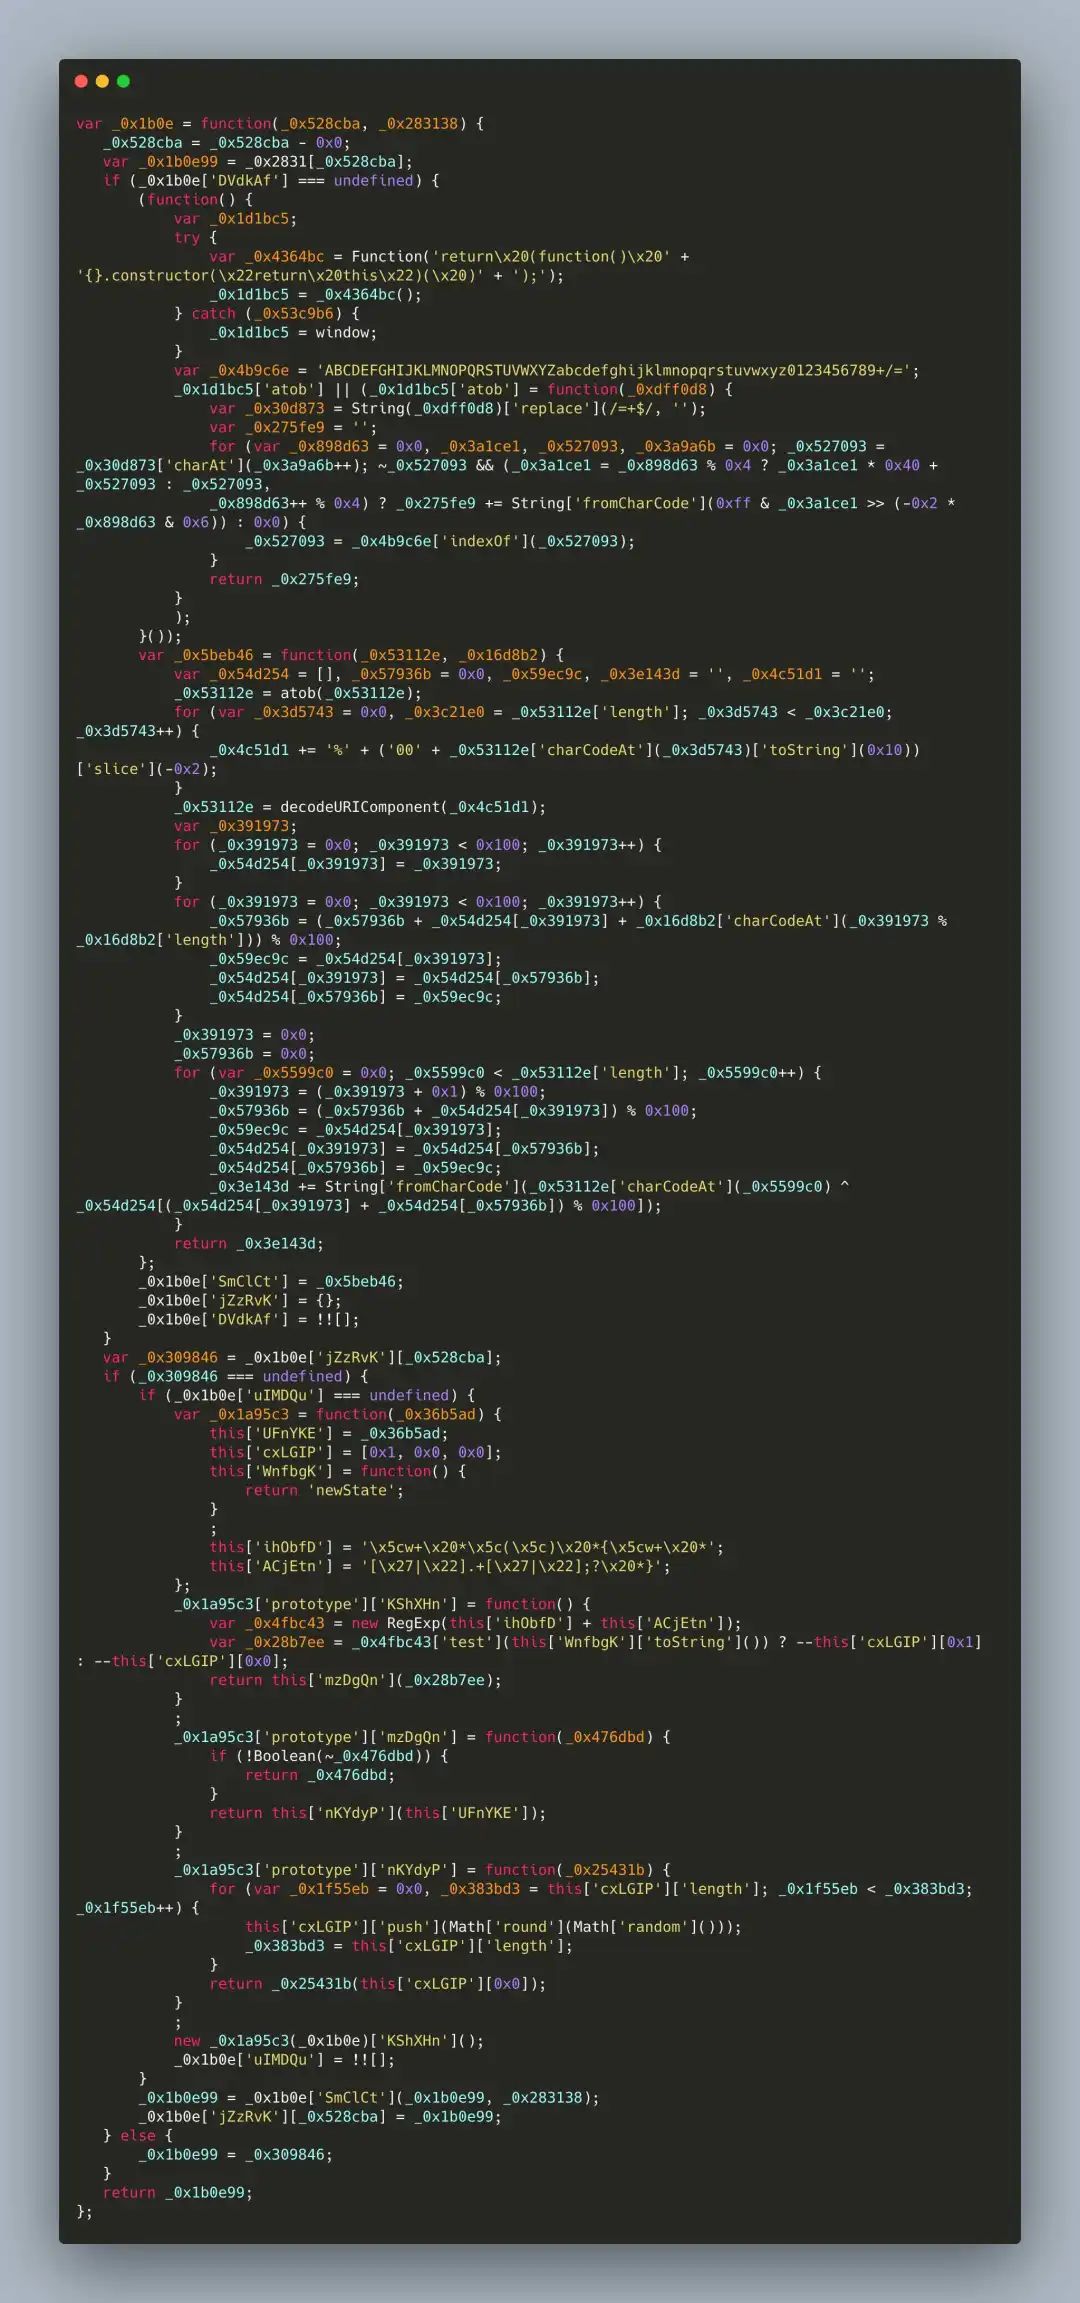 var _0x1b0e = function(_0x528cba, _0x283138) {
_0x528cba = _0x528cba - 0x0;
var _0x1b0e99 = _0x2831[_0x528cba];
if (_0x1b0e['DVdkAf'] === undefined) {
(function() {
var _0x1d1bc5;
try {
var _0x4364bc = Function('return\x20(function()\x20' +
'{}.constructor(\x22return\x20this\x22)(\x20)' + ');');
_0x1d1bc5 = _0x4364bc();
} catch (_0x53c9b6) {
_0x1d1bc5 = window;
}
var _0x4b9c6e = 'ABCDEFGHIJKLMNOPQRSTUVWXYZabcdefghijklmnopqrstuvwxyz0123456789+/=';
_0x1d1bc5['atob'] || (_0x1d1bc5['atob'] = function(_0xdff0d8) {
var _0x30d873 = String(_0xdff0d8)['replace'](/=+$/, '');
var _0x275fe9 = '';
for (var _0x898d63 = 0x0, _0x3a1ce1, _0x527093, _0x3a9a6b = 0x0; _0x527093 =
_0x30d873['charAt'](_0x3a9a6b++); ~_0x527093 && (_0x3a1ce1 = _0x898d63 % 0x4 ? _0x3a1ce1 * 0x40 +
_0x527093 : _0x527093,
_0x898d63++ % 0x4) ? _0x275fe9 += String['fromCharCode'](0xff & _0x3a1ce1 >> (-0x2 *
_0x898d63 & 0x6)) : 0x0) {
_0x527093 = _0x4b9c6e['indexOf'](_0x527093);
}
return _0x275fe9;
}
);
}());
var _0x5beb46 = function(_0x53112e, _0x16d8b2) {
var _0x54d254 = [], _0x57936b = 0x0, _0x59ec9c, _0x3e143d = '', _0x4c51d1 = '';
_0x53112e = atob(_0x53112e);
for (var _0x3d5743 = 0x0, _0x3c21e0 = _0x53112e['length']; _0x3d5743 < _0x3c21e0;
_0x3d5743++) {
_0x4c51d1 += '%' + ('00' + _0x53112e['charCodeAt'](_0x3d5743)['toString'](0x10))
['slice'](-0x2);
}
_0x53112e = decodeURIComponent(_0x4c51d1);
var _0x391973;
for (_0x391973 = 0x0; _0x391973 < 0x100; _0x391973++) {
_0x54d254[_0x391973] = _0x391973;
}
for (_0x391973 = 0x0; _0x391973 < 0x100; _0x391973++) {
_0x57936b = (_0x57936b + _0x54d254[_0x391973] + _0x16d8b2['charCodeAt'](_0x391973 %
_0x16d8b2['length'])) % 0x100;
_0x59ec9c = _0x54d254[_0x391973];
_0x54d254[_0x391973] = _0x54d254[_0x57936b];
_0x54d254[_0x57936b] = _0x59ec9c;
}
_0x391973 = 0x0;
_0x57936b = 0x0;
for (var _0x5599c0 = 0x0; _0x5599c0 < _0x53112e['length']; _0x5599c0++) {
_0x391973 = (_0x391973 + 0x1) % 0x100;
_0x57936b = (_0x57936b + _0x54d254[_0x391973]) % 0x100;
_0x59ec9c = _0x54d254[_0x391973];
_0x54d254[_0x391973] = _0x54d254[_0x57936b];
_0x54d254[_0x57936b] = _0x59ec9c;
_0x3e143d += String['fromCharCode'](_0x53112e['charCodeAt'](_0x5599c0) ^
_0x54d254[(_0x54d254[_0x391973] + _0x54d254[_0x57936b]) % 0x100]);
}
return _0x3e143d;
};
_0x1b0e['SmClCt'] = _0x5beb46;
_0x1b0e['jZzRvK'] = {};
_0x1b0e['DVdkAf'] = !![];
}
var _0x309846 = _0x1b0e['jZzRvK'][_0x528cba];
if (_0x309846 === undefined) {
if (_0x1b0e['uIMDQu'] === undefined) {
var _0x1a95c3 = function(_0x36b5ad) {
this['UFnYKE'] = _0x36b5ad;
this['cxLGIP'] = [0x1, 0x0, 0x0];
this['WnfbgK'] = function() {
return 'newState';
}
;
this['ihObfD'] = '\x5cw+\x20*\x5c(\x5c)\x20*{\x5cw+\x20*';
this['ACjEtn'] = '[\x27|\x22].+[\x27|\x22];?\x20*}';
};
_0x1a95c3['prototype']['KShXHn'] = function() {
var _0x4fbc43 = new RegExp(this['ihObfD'] + this['ACjEtn']);
var _0x28b7ee = _0x4fbc43['test'](this['WnfbgK']['toString']()) ? --this['cxLGIP'][0x1]
: --this['cxLGIP'][0x0];
return this['mzDgQn'](_0x28b7ee);
}
;
_0x1a95c3['prototype']['mzDgQn'] = function(_0x476dbd) {
if (!Boolean(~_0x476dbd)) {
return _0x476dbd;
}
return this['nKYdyP'](this['UFnYKE']);
}
;
_0x1a95c3['prototype']['nKYdyP'] = function(_0x25431b) {
for (var _0x1f55eb = 0x0, _0x383bd3 = this['cxLGIP']['length']; _0x1f55eb < _0x383bd3;
_0x1f55eb++) {
this['cxLGIP']['push'](Math['round'](Math['random']()));
_0x383bd3 = this['cxLGIP']['length'];
}
return _0x25431b(this['cxLGIP'][0x0]);
}
;
new _0x1a95c3(_0x1b0e)['KShXHn']();
_0x1b0e['uIMDQu'] = !![];
}
_0x1b0e99 = _0x1b0e['SmClCt'](_0x1b0e99, _0x283138);
_0x1b0e['jZzRvK'][_0x528cba] = _0x1b0e99;
} else {
_0x1b0e99 = _0x309846;
}
return _0x1b0e99;
};